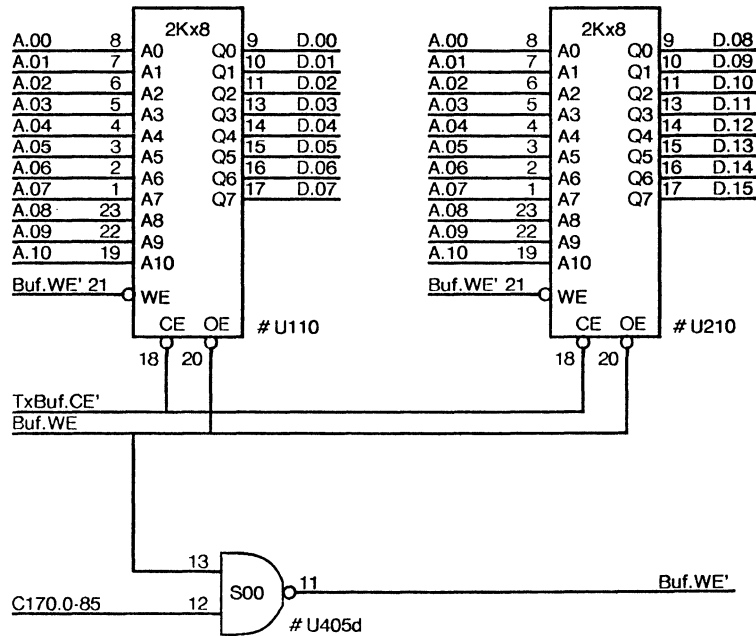 2Kx8 2Kx8
A.00 8 A0 Q0 9 D.00 A.00 8 A0 Q0 9 D.08
A.01 7 A1 Q1 10 D.01 A.01 7 A1 Q1 10 D.09
A.02 6 A2 Q2 11 D.02 A.02 6 A2 Q2 11 D.10
A.03 5 A3 Q3 13 D.03 A.03 5 A3 Q3 13 D.11
A.04 4 A4 Q4 14 D.04 A.04 4 A4 Q4 14 D.12
A.05 3 A5 Q5 15 D.05 A.05 3 A5 Q5 15 D.13
A.06 2 A6 Q6 16 D.06 A.06 2 A6 Q6 16 D.14
A.07 1 A7 Q7 17 D.07 A.07 1 A7 Q7 17 D.15
A.08 23 A8 A.08 23 A8
A.09 22 A9 A.09 22 A9
A.10 19 A10 A.10 19 A10
Buf.WE' 21 WE Buf.WE' 21 WE
CE OE # U110 CE OE # U210
18 20 18 20
TxBuf.CE'
Buf.WE
13
S00 11 Buf.WE'
C170.0-85 12
# U405d